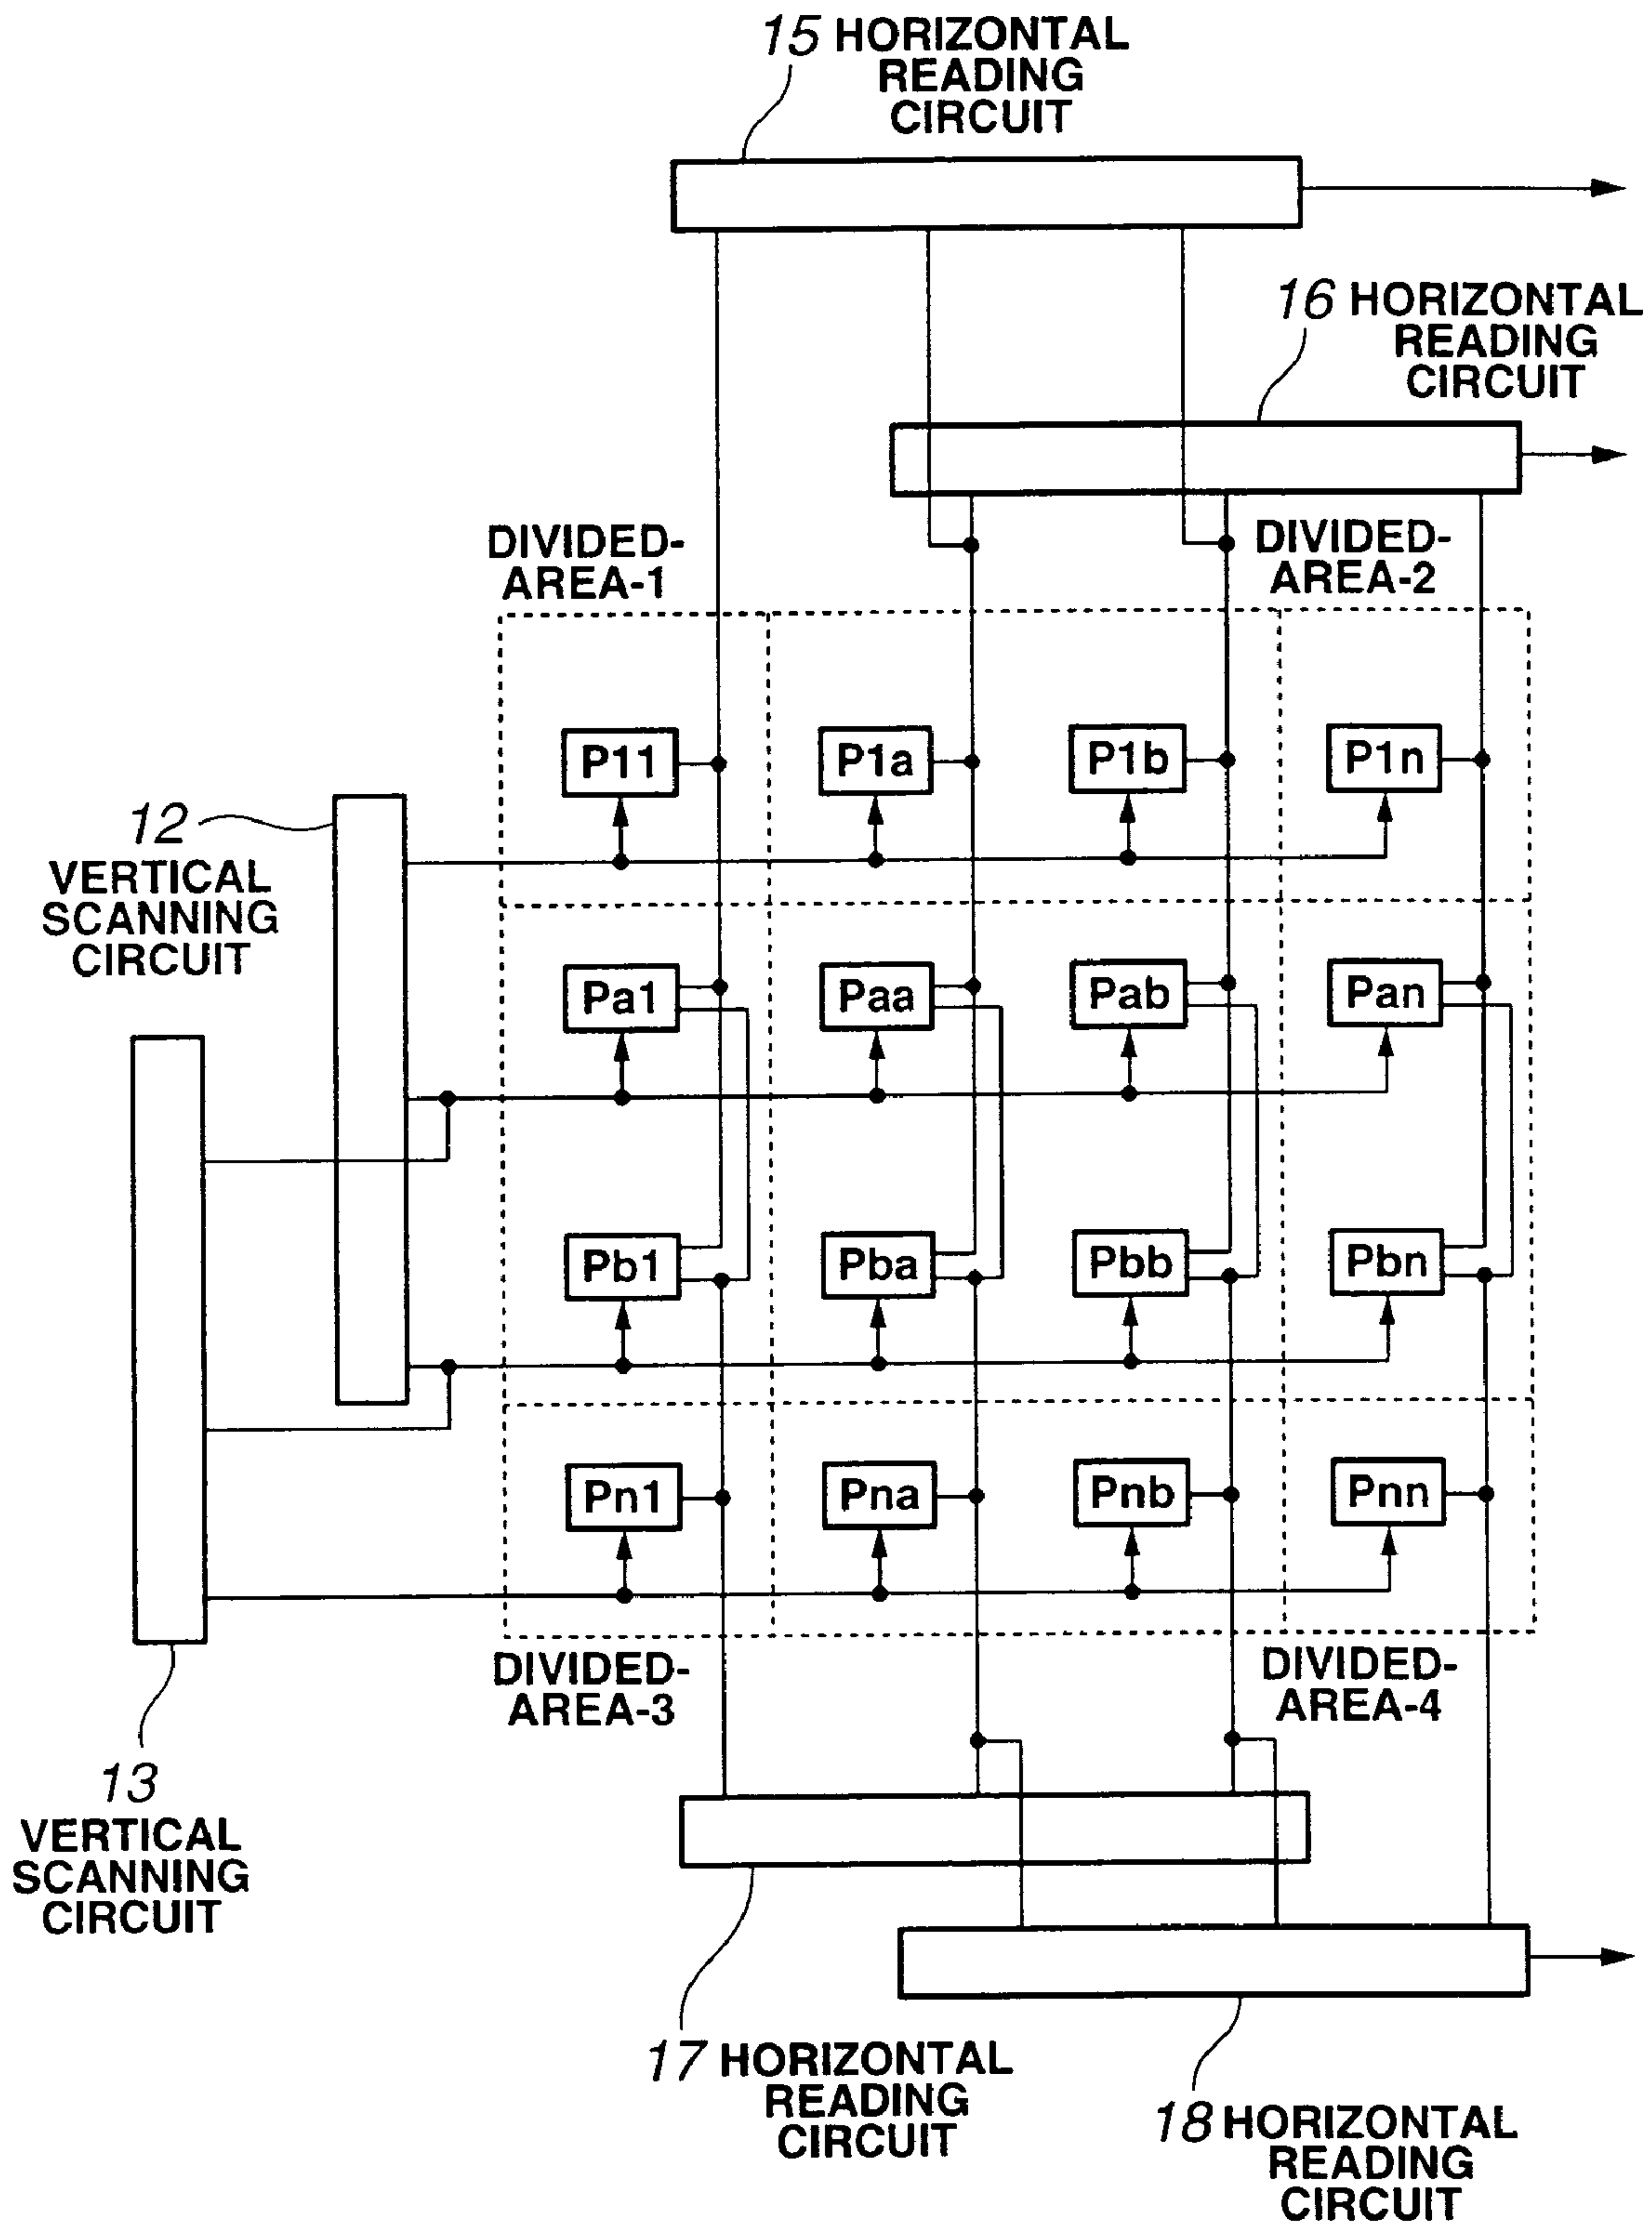 15 HORIZONTAL
READING
CIRCUIT
16 HORIZONTAL
READING
CIRCUIT
DIVIDED-
AREA-1
DIVIDED-
AREA-2
P11 P1a P1b P1n
12
VERTICAL
SCANNING
CIRCUIT
Pa1 Paa Pab Pan
Pb1 Pba Pbb Pbn
Pn1 Pna Pnb Pnn
DIVIDED-
AREA-3
DIVIDED-
AREA-4
13
VERTICAL
SCANNING
CIRCUIT
17 HORIZONTAL
READING
CIRCUIT
18 HORIZONTAL
READING
CIRCUIT